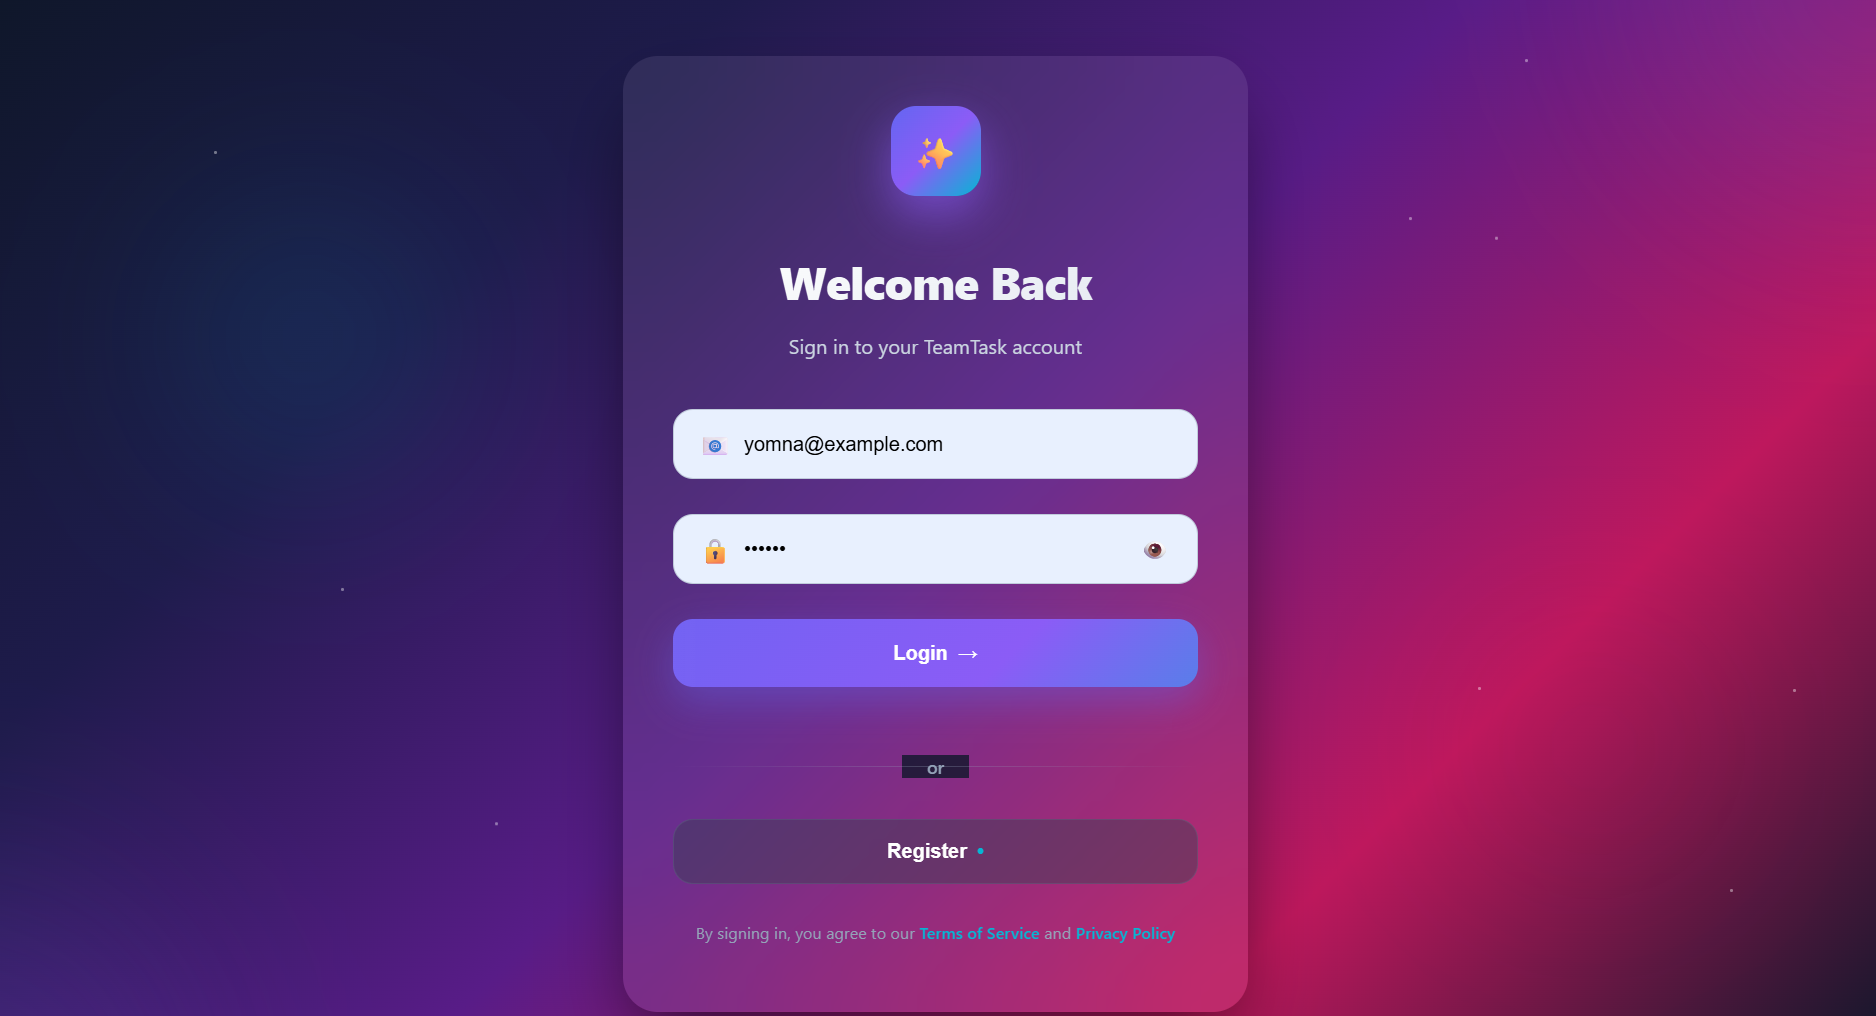 Welcome Back
Sign in to your TeamTask account
yomna@example.com
••••••
Login →
or
Register •
By signing in, you agree to our Terms of Service and Privacy Policy